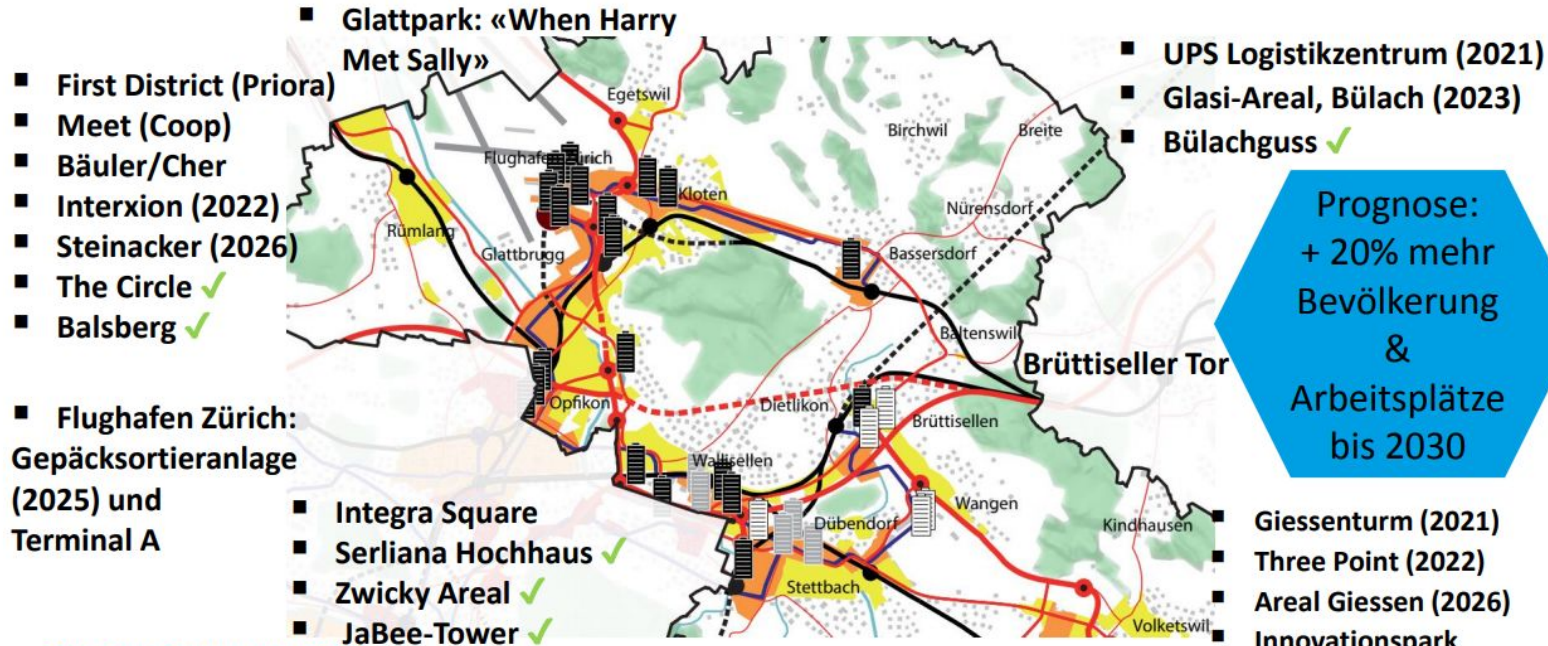 ▪ Glattpark: «When Harry
Met Sally»
▪ First District (Priora)
▪ Meet (Coop)
▪ Bäuler/Cher
▪ Interxion (2022)
▪ Steinacker (2026)
▪ The Circle ✓
▪ Balsberg ✓
▪ Flughafen Zürich:
Gepäcksortieranlage
(2025) und
Terminal A
▪ Integra Square
▪ Serliana Hochhaus ✓
▪ Zwicky Areal ✓
▪ JaBee-Tower ✓
Egetswil
Birchwil
Breite
Flughafen Zürich
Kloten
Nürensdorf
Rümlang
Glattbrugg
Bassersdorf
Baltenswil
Brüttiseller Tor
Opfikon
Dietlikon
Brüttisellen
Wallisellen
Wangen
Dübendorf
Kindhausen
Stettbach
Volketswil
▪ UPS Logistikzentrum (2021)
▪ Glasi-Areal, Bülach (2023)
▪ Bülachguss ✓
Prognose:
+ 20% mehr
Bevölkerung
&
Arbeitsplätze
bis 2030
▪ Giessenturm (2021)
▪ Three Point (2022)
▪ Areal Giessen (2026)
▪ Innovationspark